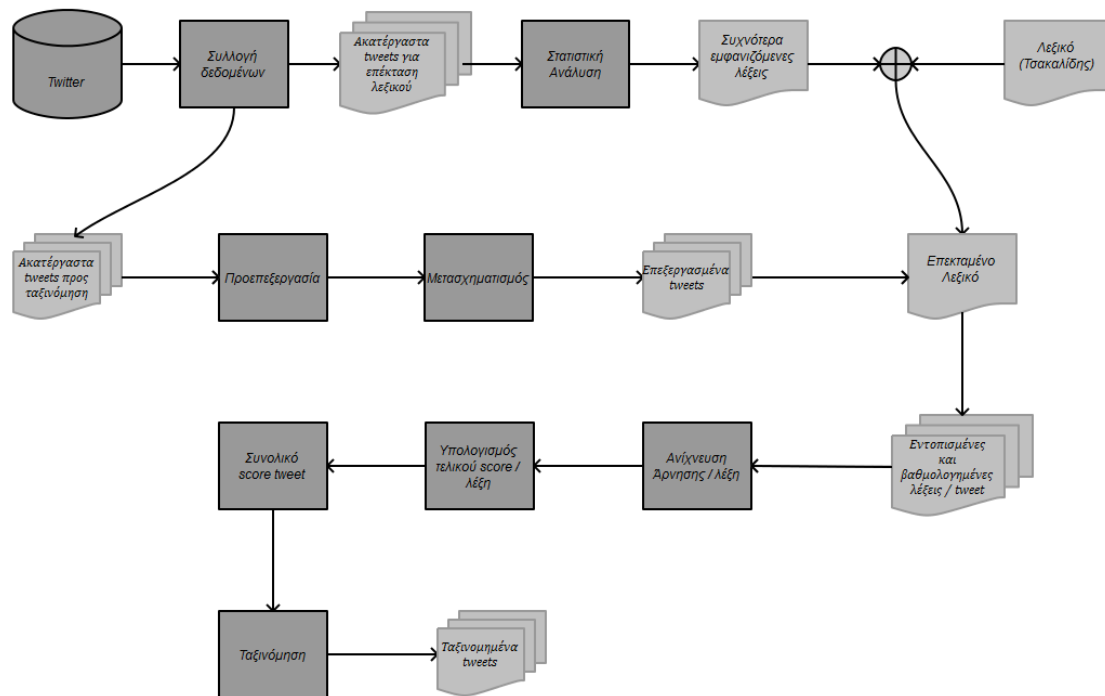 Twitter
Συλλογή
δεδομένων
Ακατέργαστα
tweets για
επέκταση
λεξικού
Στατιστική
Ανάλυση
Συχνότερα
εμφανιζόμενες
λέξεις
Λεξικό
(Τσακαλίδης)
Ακατέργαστα
tweets προς
ταξινόμηση
Προεπεξεργασία
Μετασχηματισμός
Επεξεργασμένα
tweets
Επεκταμένο
Λεξικό
Συνολικό
score tweet
Υπολογισμός
τελικού score /
λέξη
Ανίχνευση
Άρνησης / λέξη
Εντοπισμένες
και
βαθμολογημένες
λέξεις / tweet
Ταξινόμηση
Ταξινομημένα
tweets